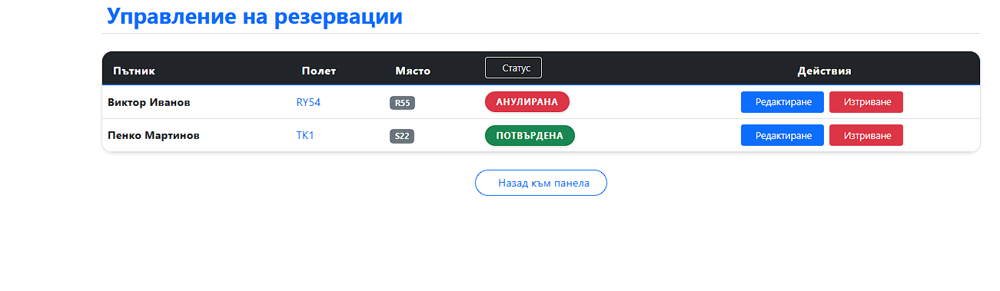 Управление на резервации
Пътник Полет Място Статус Действия
Виктор Иванов RY54 R55 АНУЛИРАНА Редактиране Изтриване
Пенко Мартинов TK1 S22 ПОТВЪРДЕНА Редактиране Изтриване
Назад към панела